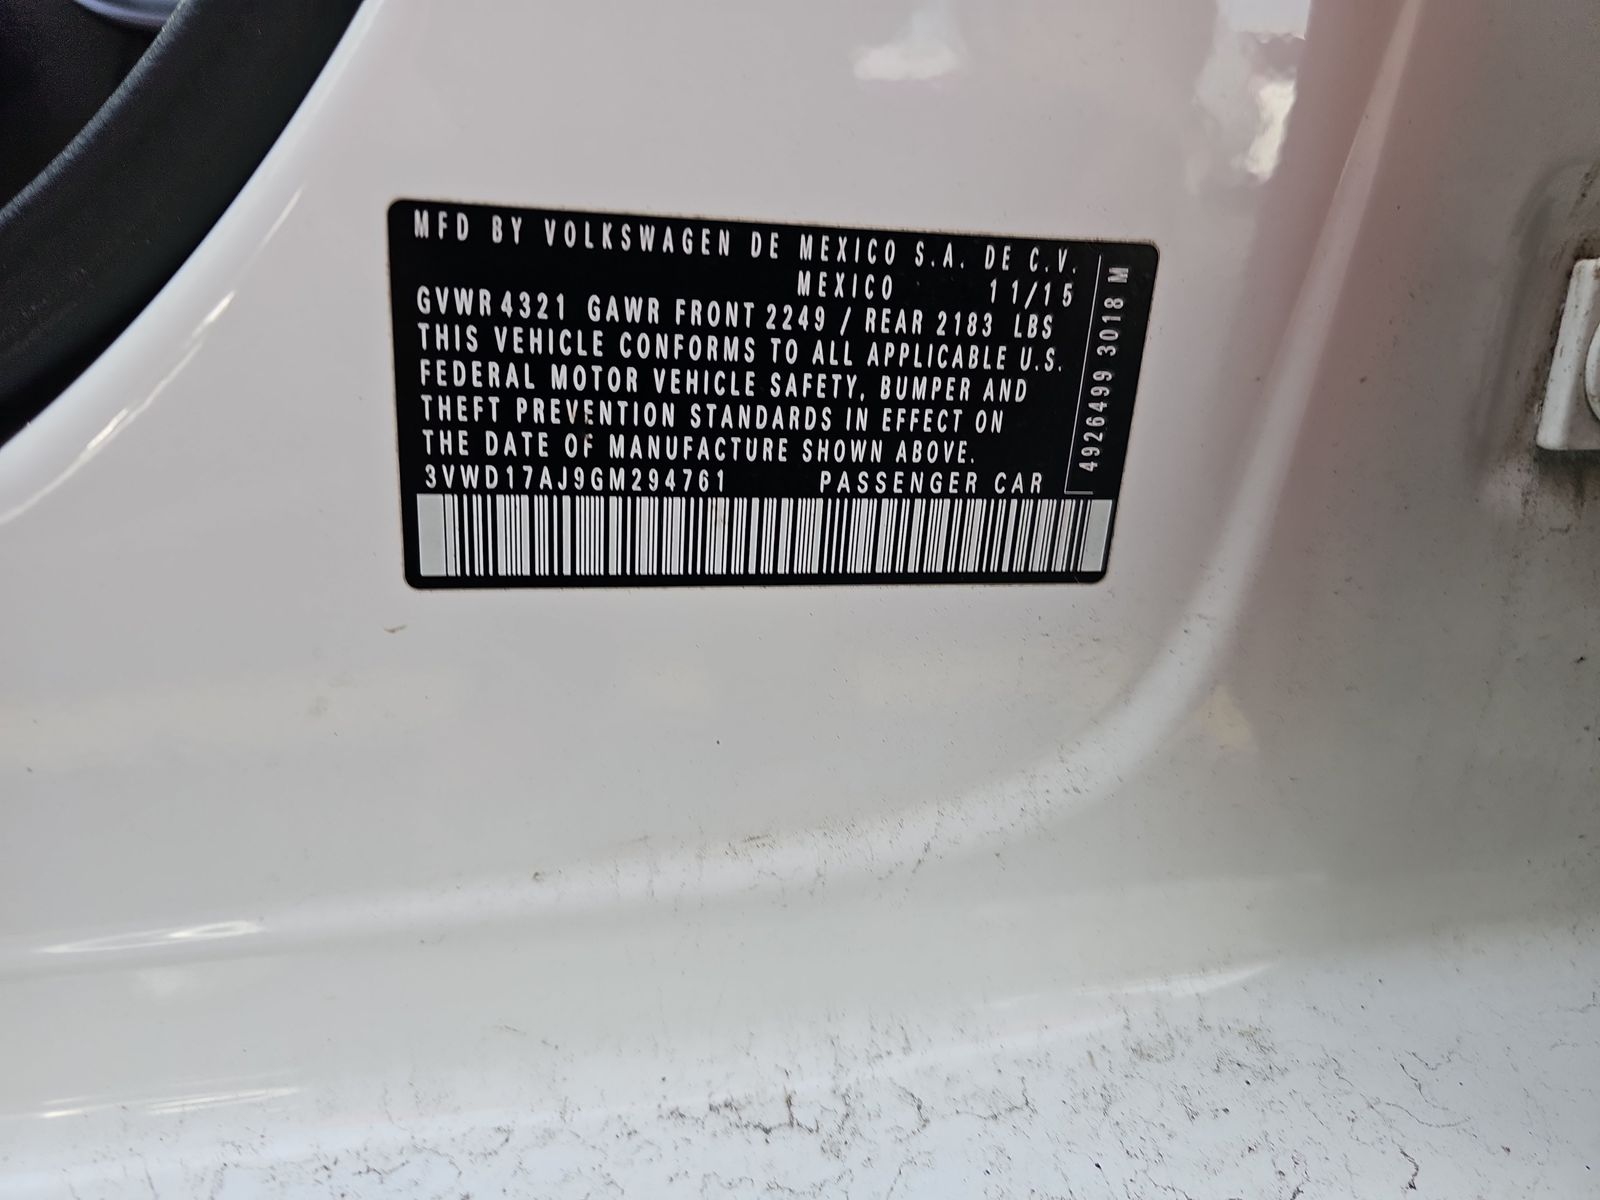 MFD BY VOLKSWAGEN DE MEXICO S.A. DE C.V.
MEXICO 11/15
GVWR 4321 GAWR FRONT 2249 / REAR 2183 LBS
THIS VEHICLE CONFORMS TO ALL APPLICABLE U.S.
FEDERAL MOTOR VEHICLE SAFETY, BUMPER AND
THEFT PREVENTION STANDARDS IN EFFECT ON
THE DATE OF MANUFACTURE SHOWN ABOVE.
3VWD17AJ9GM294761 PASSENGER CAR
4926499 3018 M